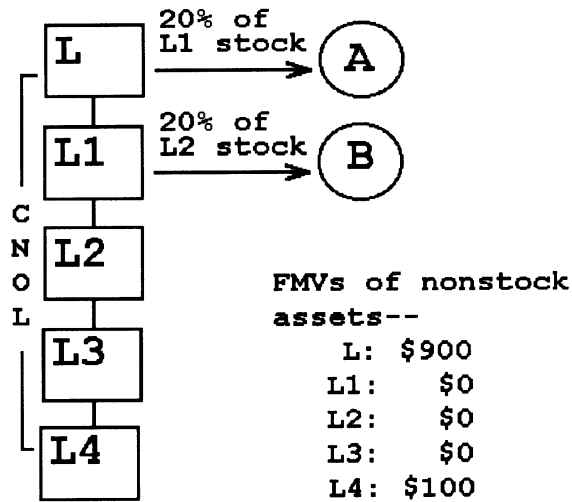 20% of
L1 stock
L
A
20% of
L2 stock
L1
B
CNOL
L2
L3
L4
FMVs of nonstock
assets--
L: $900
L1: $0
L2: $0
L3: $0
L4: $100